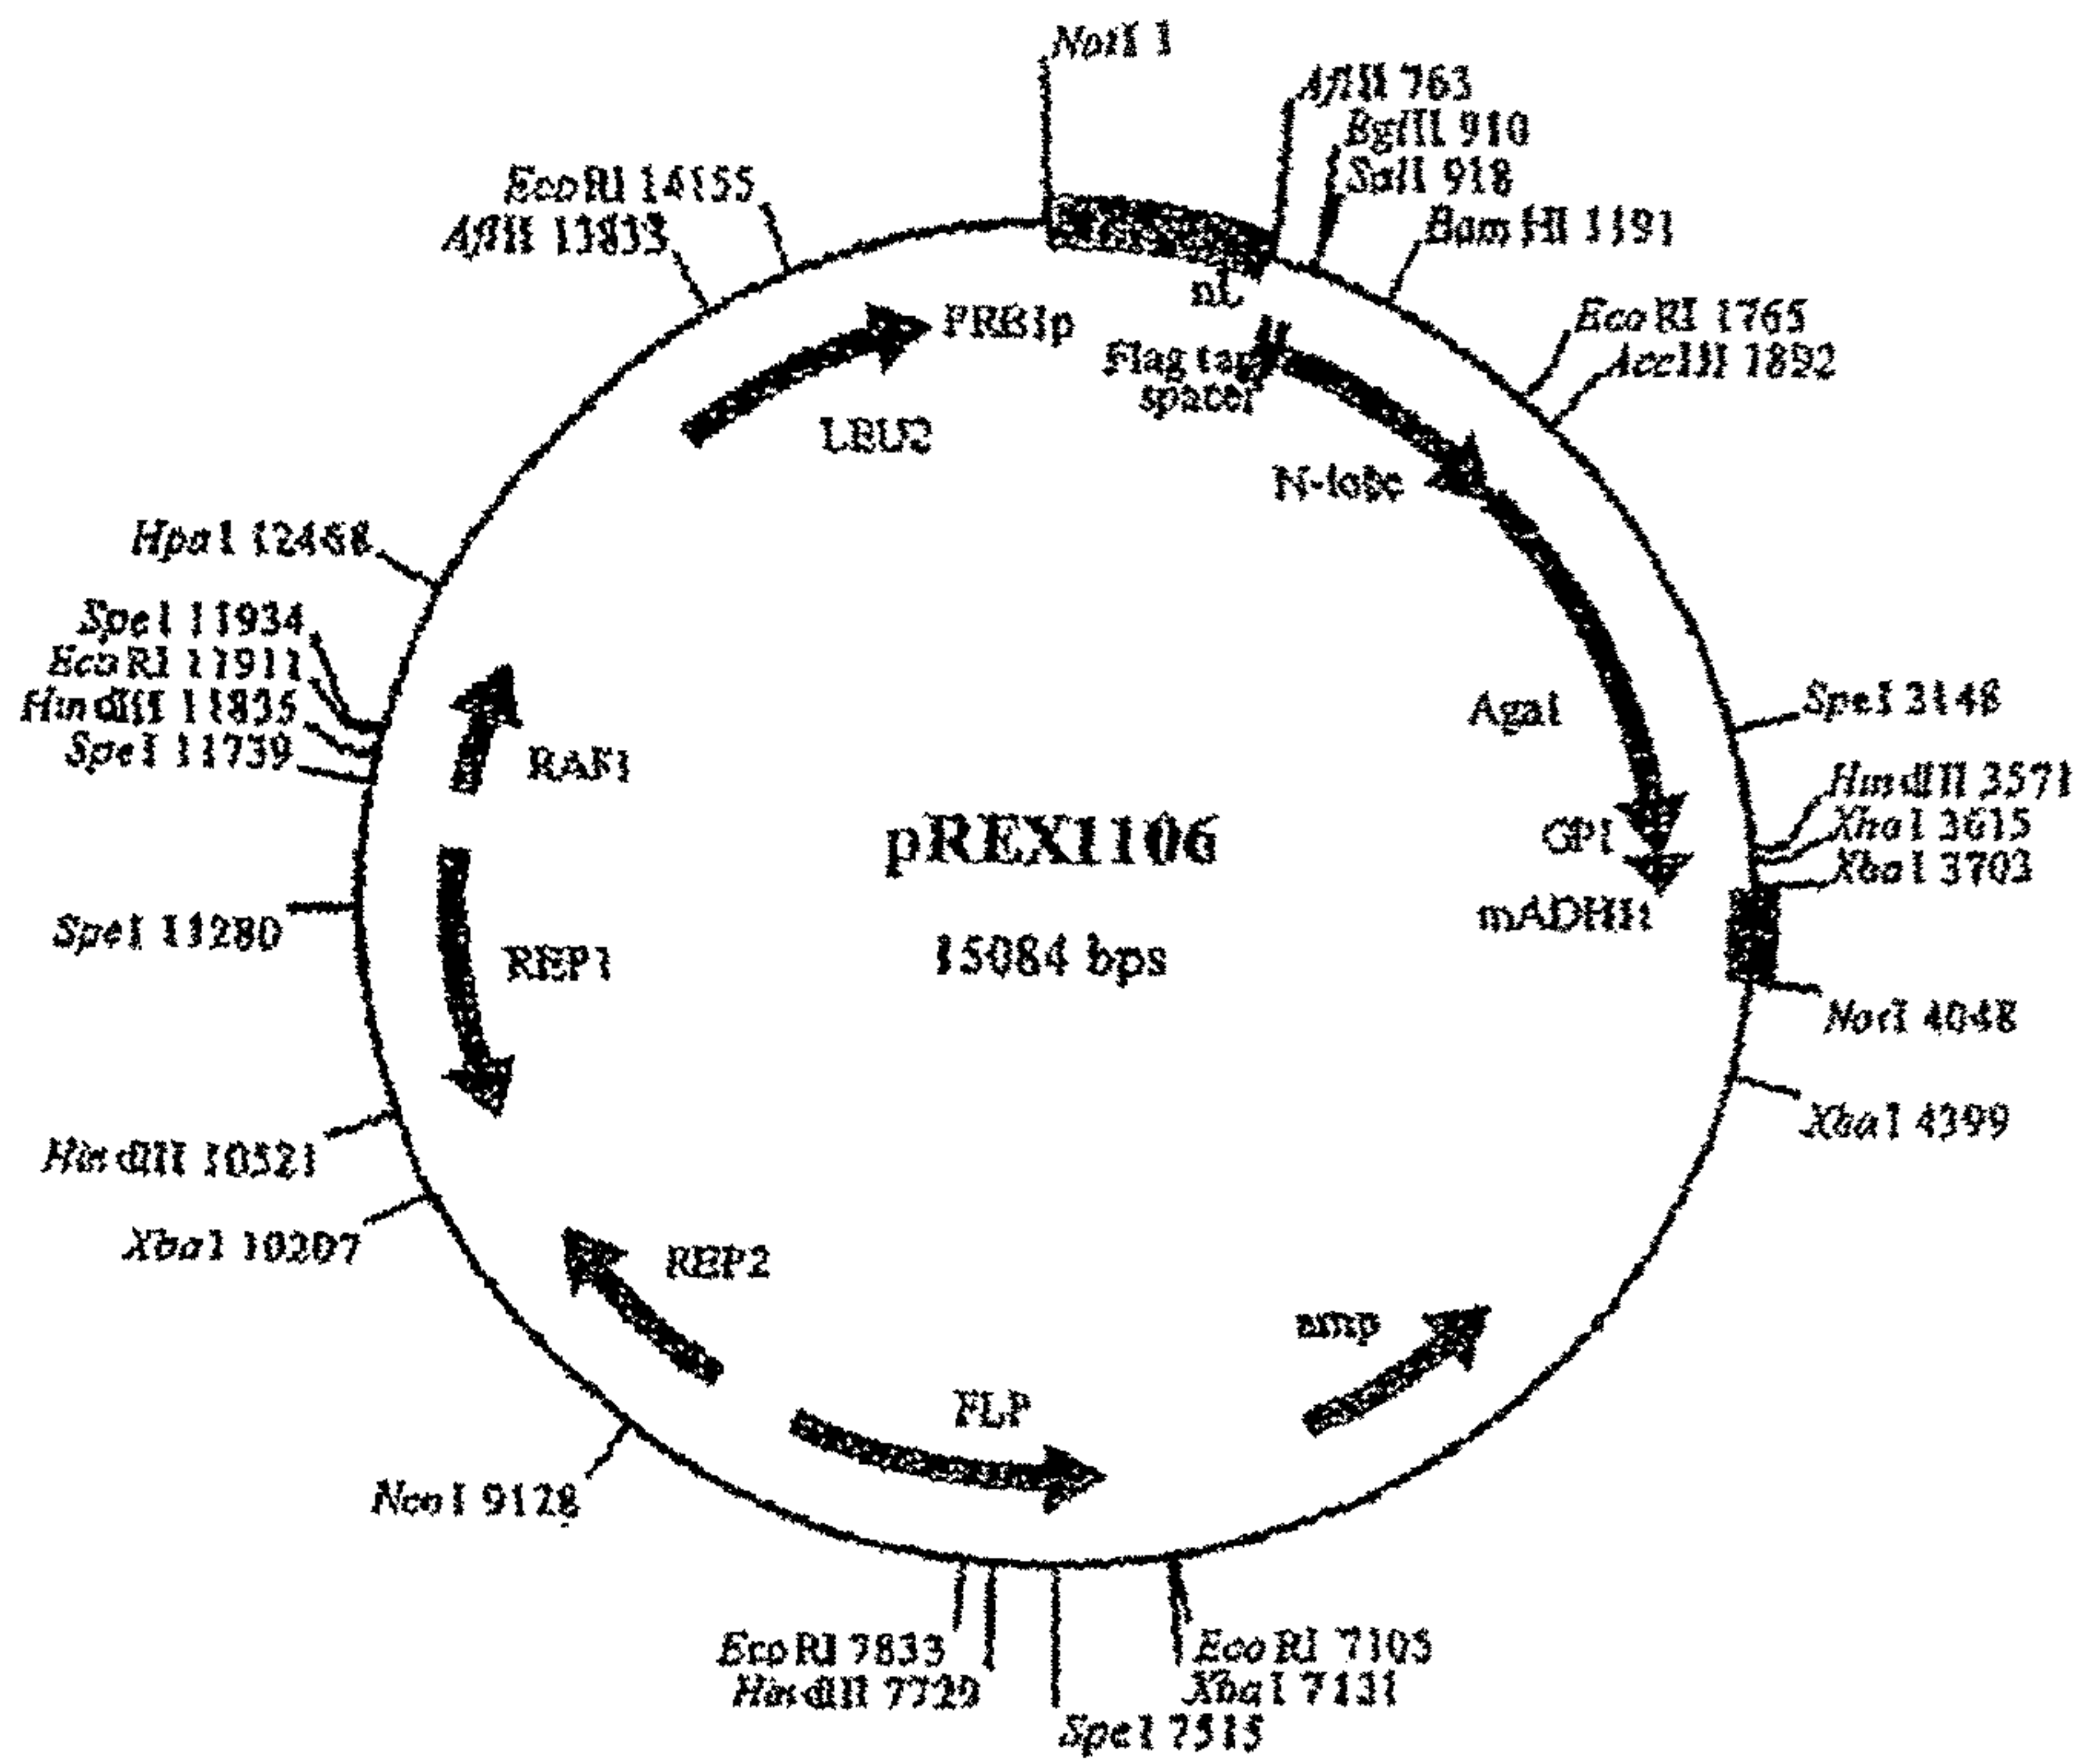 NotI 1
AflII 763
BglII 910
SalI 918
BamHI 1191
EcoRI 1765
AccIII 1892
EcoRI 14155
AflII 13833
nL
PRB1p
Flag tag
spacer
LEU2
N-lobe
HpaI 12468
SpeI 11934
EcoRI 11911
HindIII 11835
SpeI 11739
RAF1
Aga1
SpeI 3148
HindIII 3571
XhoI 3615
XbaI 3703
GPI
mADH1t
pREX1106
15084 bps
SpeI 11280
REP1
NotI 4048
XbaI 4399
HindIII 10521
XbaI 10207
REP2
amp
FLP
NcoI 9128
EcoRI 7833
HindIII 7729
EcoRI 7105
XbaI 7131
SpeI 7515